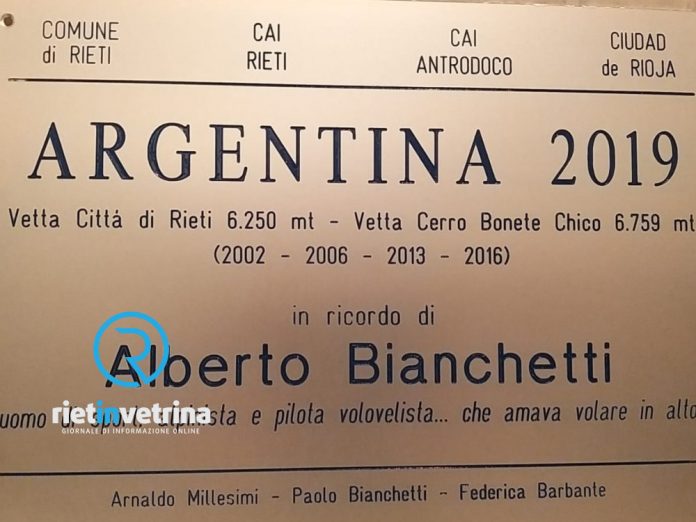 COMUNE di RIETI
CAI RIETI
CAI ANTRODOCO
CIUDAD de RIOJA
ARGENTINA 2019
Vetta Città di Rieti 6.250 mt - Vetta Cerro Bonete Chico 6.759 mt
(2002 - 2006 - 2013 - 2016)
in ricordo di
Alberto Bianchetti
uomo di e pilota volovelista... che amava volare in alto
rietinvetrina
GIORNALE DI INFORMAZIONE ONLINE
Arnaldo Millesimi - Paolo Bianchetti - Federica Barbante